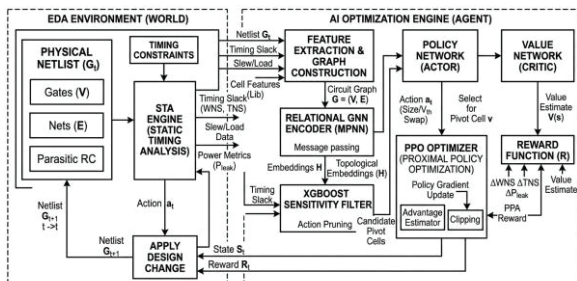 EDA ENVIRONMENT (WORLD)
AI OPTIMIZATION ENGINE (AGENT)
PHYSICAL
NETLIST (Gt)
Gates (V)
Nets (E)
Parasitic RC
TIMING
CONSTRAINTS
STA
ENGINE
(STATIC
TIMING
ANALYSIS)
Netlist Gt
Timing Slack
Slew/Load
Cell Features
(Lib)
Timing Slack
(WNS, TNS)
Slew/Load
Data
Power Metrics
(Pleak)
Action at
Netlist
Gt+1
t -> t
Netlist
Gt+1
APPLY
DESIGN
CHANGE
FEATURE
EXTRACTION &
GRAPH
CONSTRUCTION
Circuit Graph
G = (V, E)
RELATIONAL GNN
ENCODER (MPNN)
Message passing
Embeddings H
Topological
Embeddings (H)
Timing
Slack
XGBOOST
SENSITIVITY FILTER
Action Pruning
Candidate
Pivot
Cells
State St
Reward Rt
POLICY
NETWORK
(ACTOR)
Action at
(Size/Vth
Swap)
Select
for
Pivot Cell v
PPO OPTIMIZER
(PROXIMAL POLICY
OPTIMIZATION)
Policy Gradient
Update
Advantage
Estimator
Clipping
VALUE
NETWORK
(CRITIC)
Value
Estimate
V(s)
REWARD
FUNCTION (R)
ΔWNS ΔTNS
ΔPleak
Value
Estimate
PPA
Reward